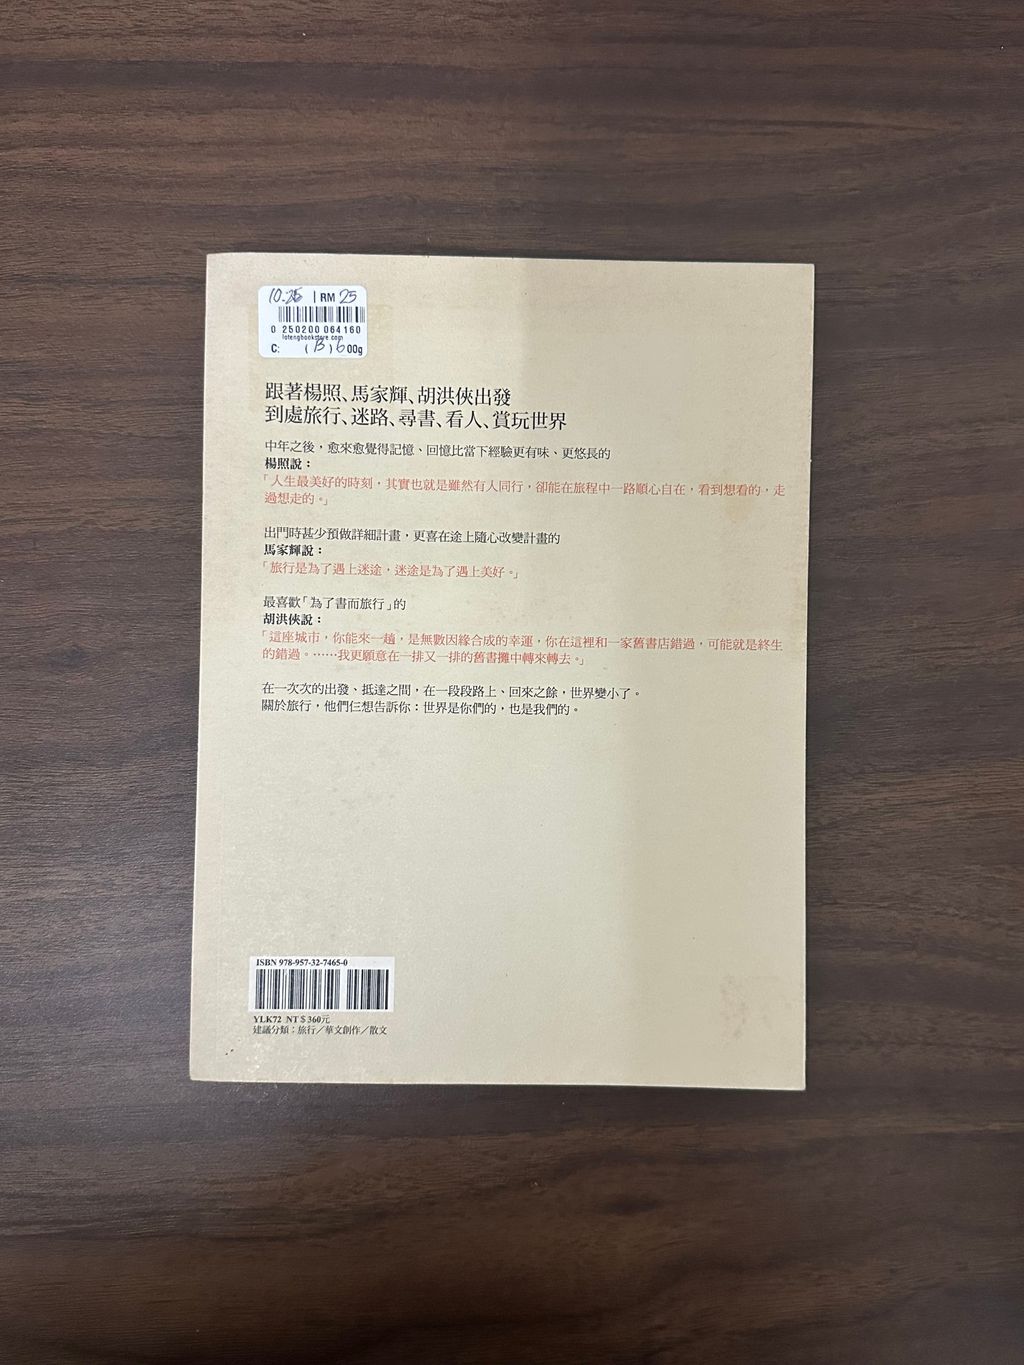 10.25 | RM 25
0 250200 064160
lotengbookstore.com
C: ( B ) 600g
跟著楊照、馬家輝、胡洪俠出發
到處旅行、迷路、尋書、看人、賞玩世界
中年之後，愈來愈覺得記憶、回憶比當下經驗更有味、更悠長的
楊照說：
「人生最美好的時刻，其實也就是雖然有人同行，卻能在旅程中一路順心自在，看到想看的，走
過想走的。」
出門時甚少預做詳細計畫，更喜在途上隨心改變計畫的
馬家輝說：
「旅行是為了遇上迷途，迷途是為了遇上美好。」
最喜歡「為了書而旅行」的
胡洪俠說：
「這座城市，你能來一趟，是無數因緣合成的幸運，你在這裡和一家舊書店錯過，可能就是終生
的錯過。⋯⋯我更願意在一排又一排的舊書攤中轉來轉去。」
在一次次的出發、抵達之間，在一段段路上、回來之餘，世界變小了。
關於旅行，他們仨想告訴你：世界是你們的，也是我們的。
ISBN 978-957-32-7465-0
YLK72 NT$360元
建議分類：旅行／華文創作／散文